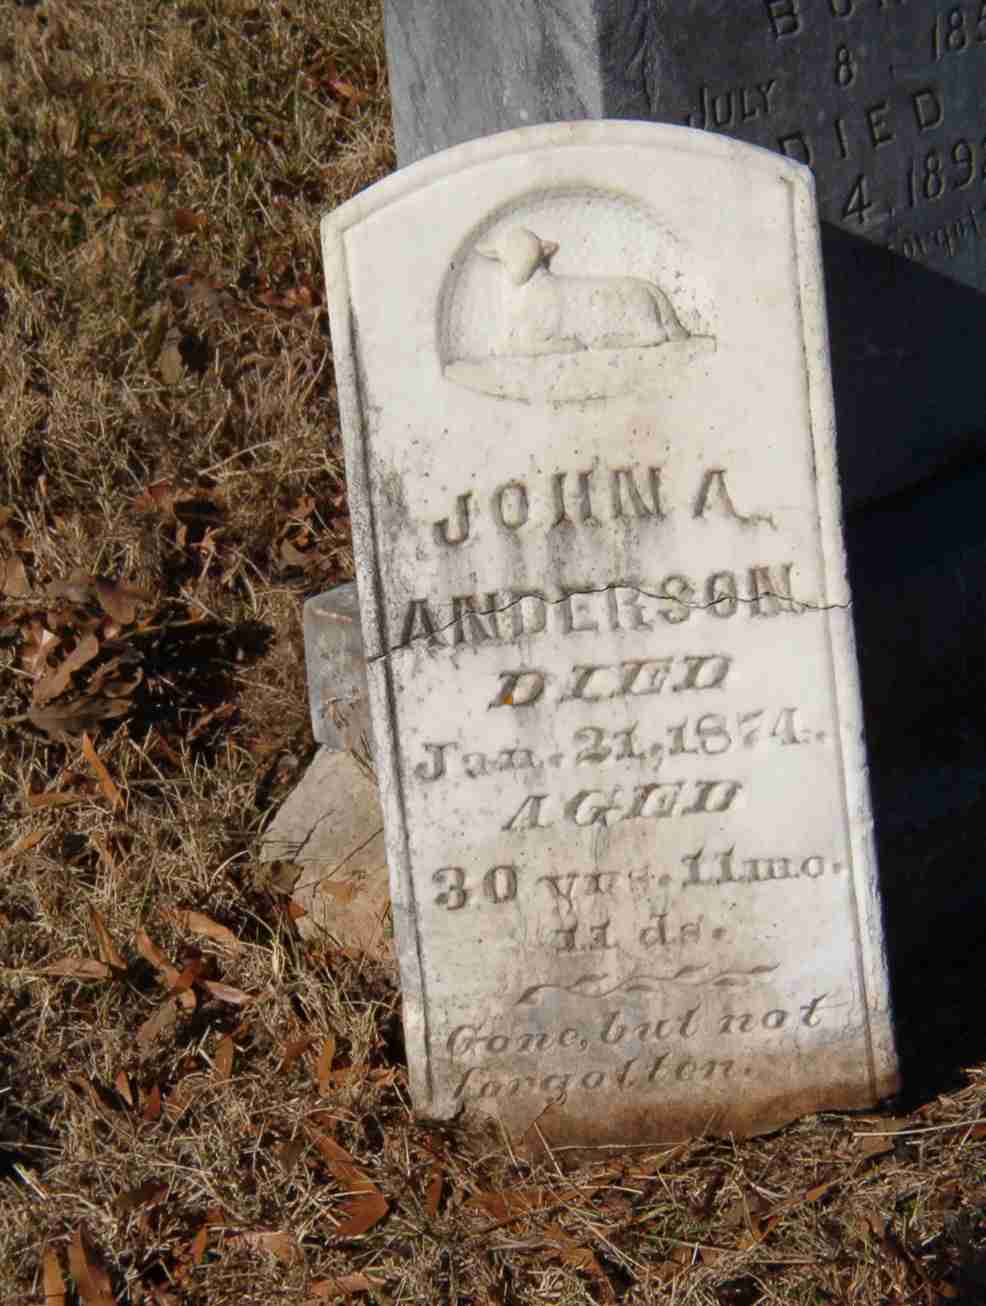 JOHN A.
ANDERSON
DIED
Jan. 21, 1874.
AGED
30 yrs. 11 mo.
11 ds.
Gone, but not
forgotten.
JULY 8, 185
DIED
4, 189